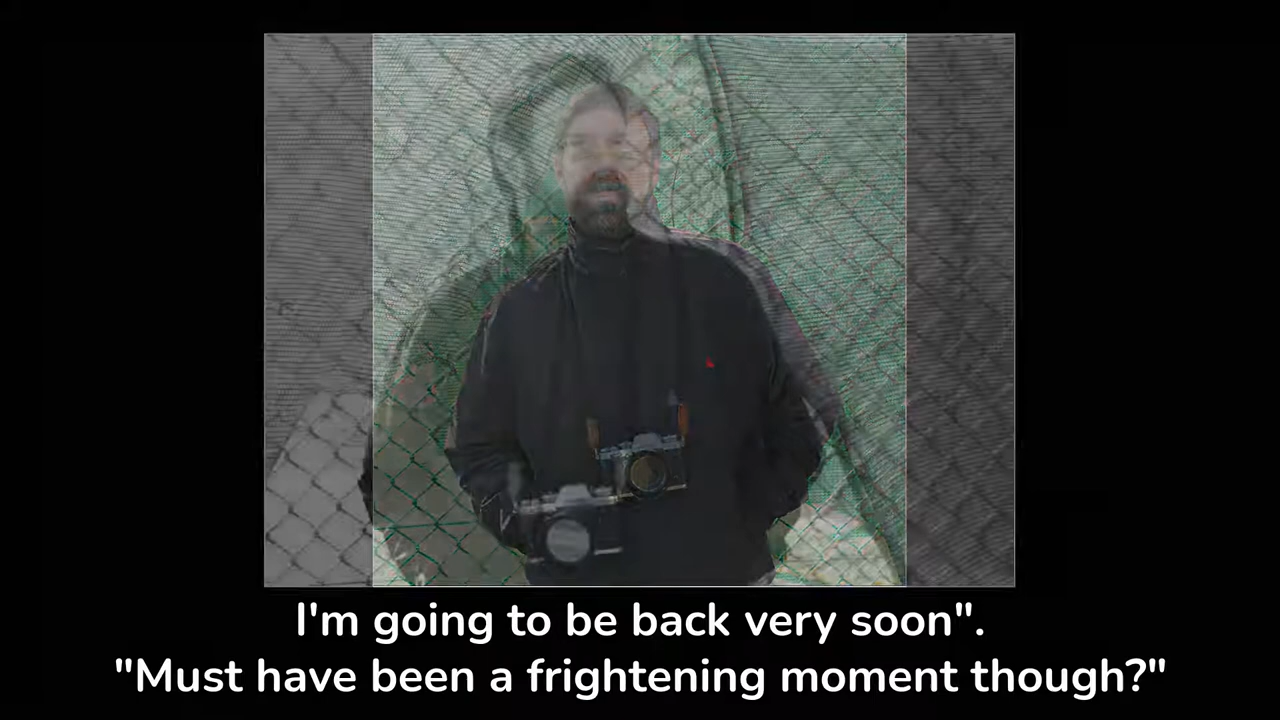 I'm going to be back very soon".
"Must have been a frightening moment though?"